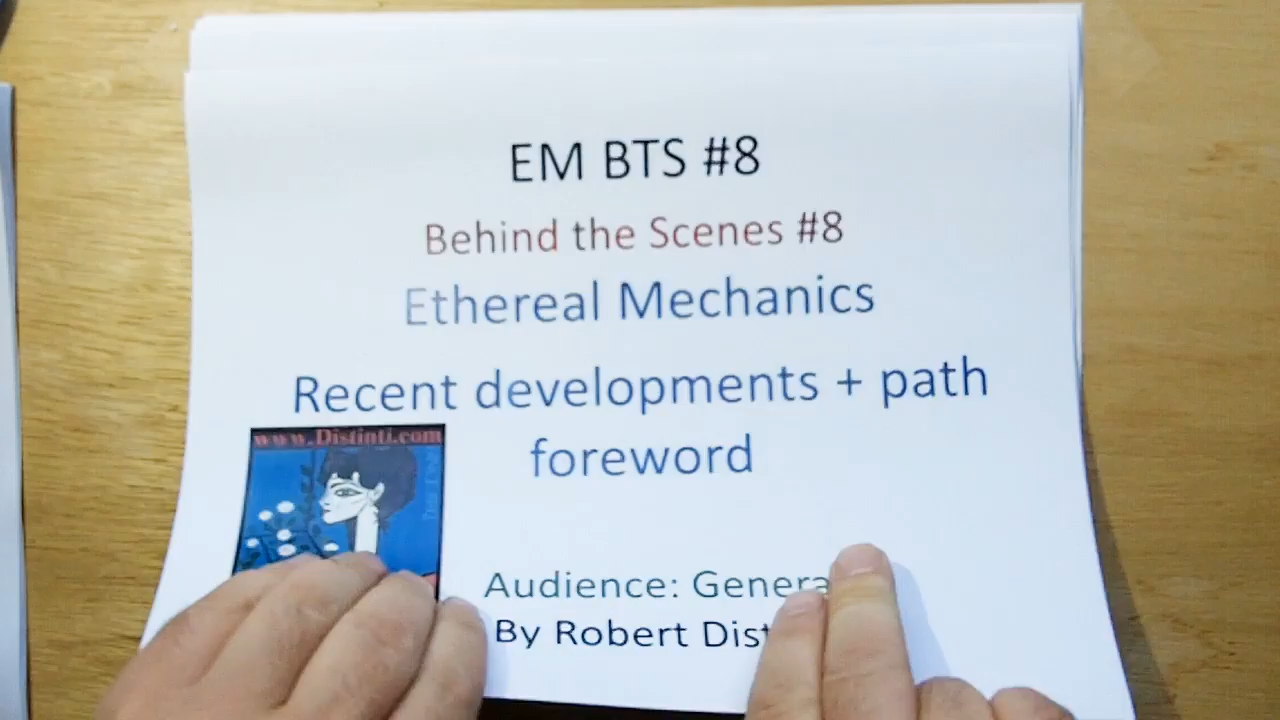 EM BTS #8
Behind the Scenes #8
Ethereal Mechanics
Recent developments + path
foreword
www.Distinti.com
Audience: Genera
By Robert Dist